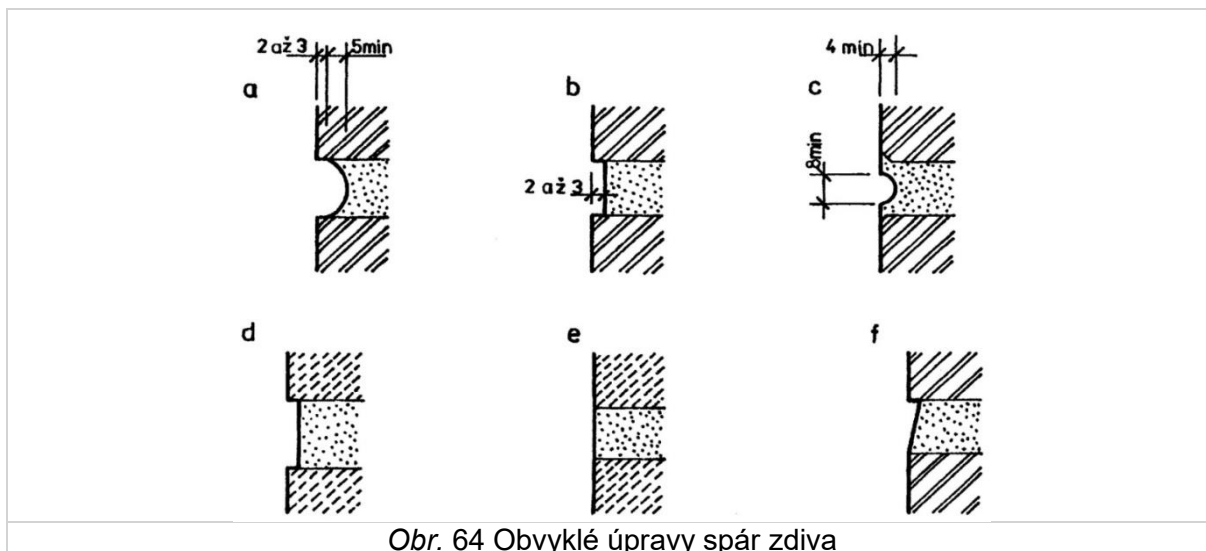 2 až 3 5min 4 min
a b c
8min
2 až 3
d e f
Obr. 64 Obvyklé úpravy spár zdiva